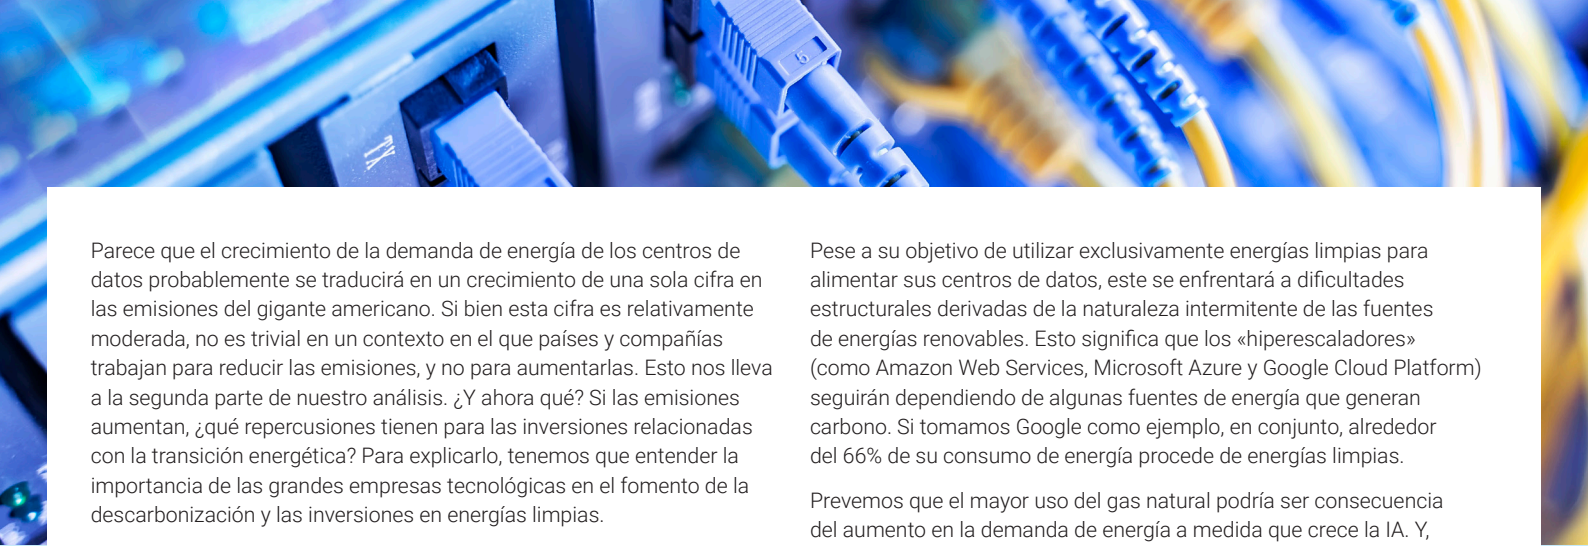 5
TX
Parece que el crecimiento de la demanda de energía de los centros de
datos probablemente se traducirá en un crecimiento de una sola cifra en
las emisiones del gigante americano. Si bien esta cifra es relativamente
moderada, no es trivial en un contexto en el que países y compañías
trabajan para reducir las emisiones, y no para aumentarlas. Esto nos lleva
a la segunda parte de nuestro análisis. ¿Y ahora qué? Si las emisiones
aumentan, ¿qué repercusiones tienen para las inversiones relacionadas
con la transición energética? Para explicarlo, tenemos que entender la
importancia de las grandes empresas tecnológicas en el fomento de la
descarbonización y las inversiones en energías limpias.
Pese a su objetivo de utilizar exclusivamente energías limpias para
alimentar sus centros de datos, este se enfrentará a dificultades
estructurales derivadas de la naturaleza intermitente de las fuentes
de energías renovables. Esto significa que los «hiperescaladores»
(como Amazon Web Services, Microsoft Azure y Google Cloud Platform)
seguirán dependiendo de algunas fuentes de energía que generan
carbono. Si tomamos Google como ejemplo, en conjunto, alrededor
del 66% de su consumo de energía procede de energías limpias.
Prevemos que el mayor uso del gas natural podría ser consecuencia
del aumento en la demanda de energía a medida que crece la IA. Y,